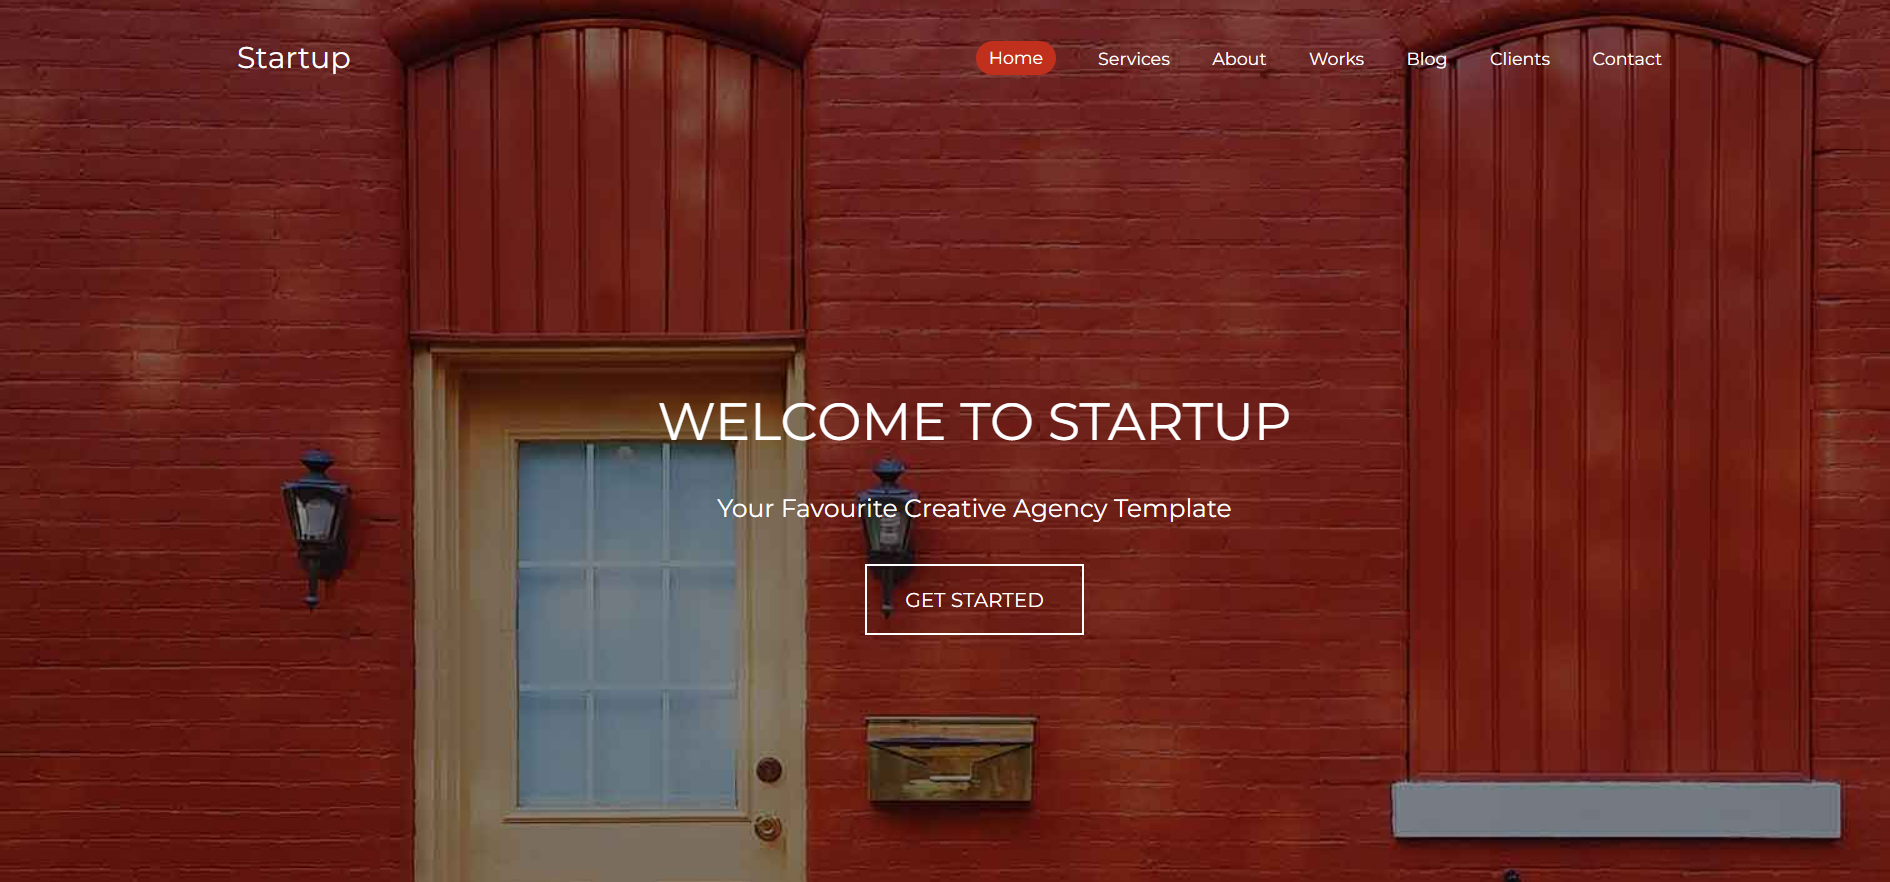 Startup
Home Services About Works Blog Clients Contact
WELCOME TO STARTUP
Your Favourite Creative Agency Template
GET STARTED